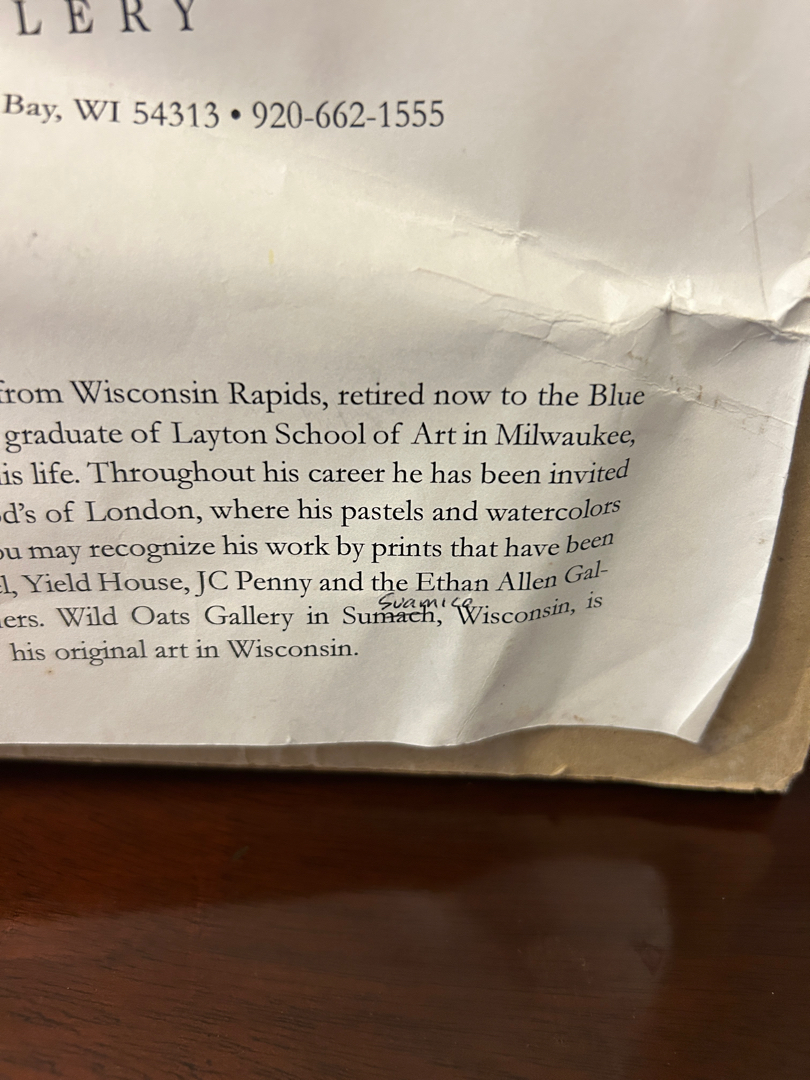 LERY
Bay, WI 54313 • 920-662-1555
from Wisconsin Rapids, retired now to the Blue
graduate of Layton School of Art in Milwaukee,
is life. Throughout his career he has been invited
d's of London, where his pastels and watercolors
ou may recognize his work by prints that have been
l, Yield House, JC Penny and the Ethan Allen Gal-
Suamico
ers. Wild Oats Gallery in Sumach, Wisconsin, is
his original art in Wisconsin.